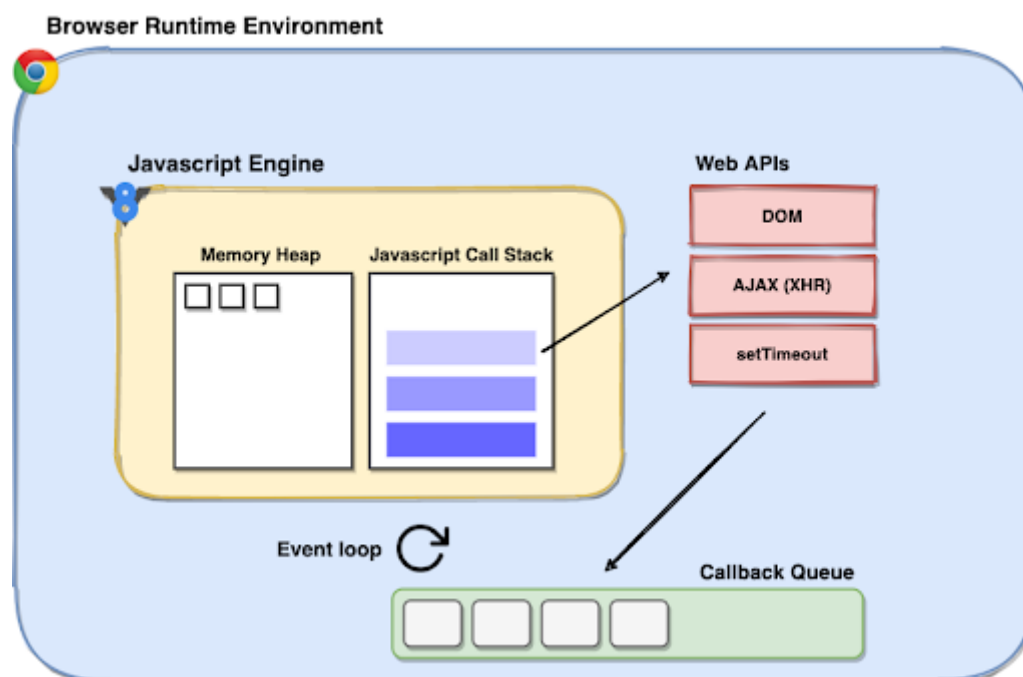 Browser Runtime Environment
Javascript Engine
Web APIs
Memory Heap
Javascript Call Stack
DOM
AJAX (XHR)
setTimeout
Event loop
Callback Queue